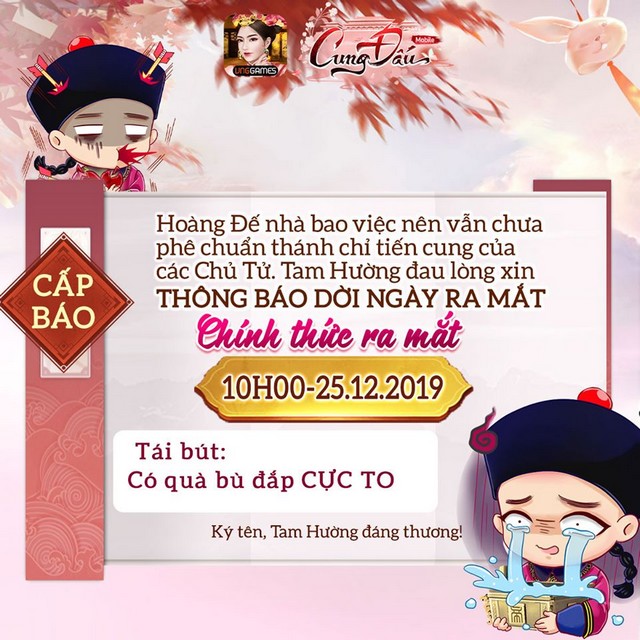 VNGGAMES
Cung Đấu
Mobile
CẤP
BÁO
Hoàng Đế nhà bao việc nên vẫn chưa
phê chuẩn thánh chỉ tiến cung của
các Chủ Tử. Tam Hường đau lòng xin
THÔNG BÁO DỜI NGÀY RA MẮT
Chính thức ra mắt
10H00-25.12.2019
Tái bút:
Có quà bù đắp CỰC TO
Ký tên, Tam Hường đáng thương!